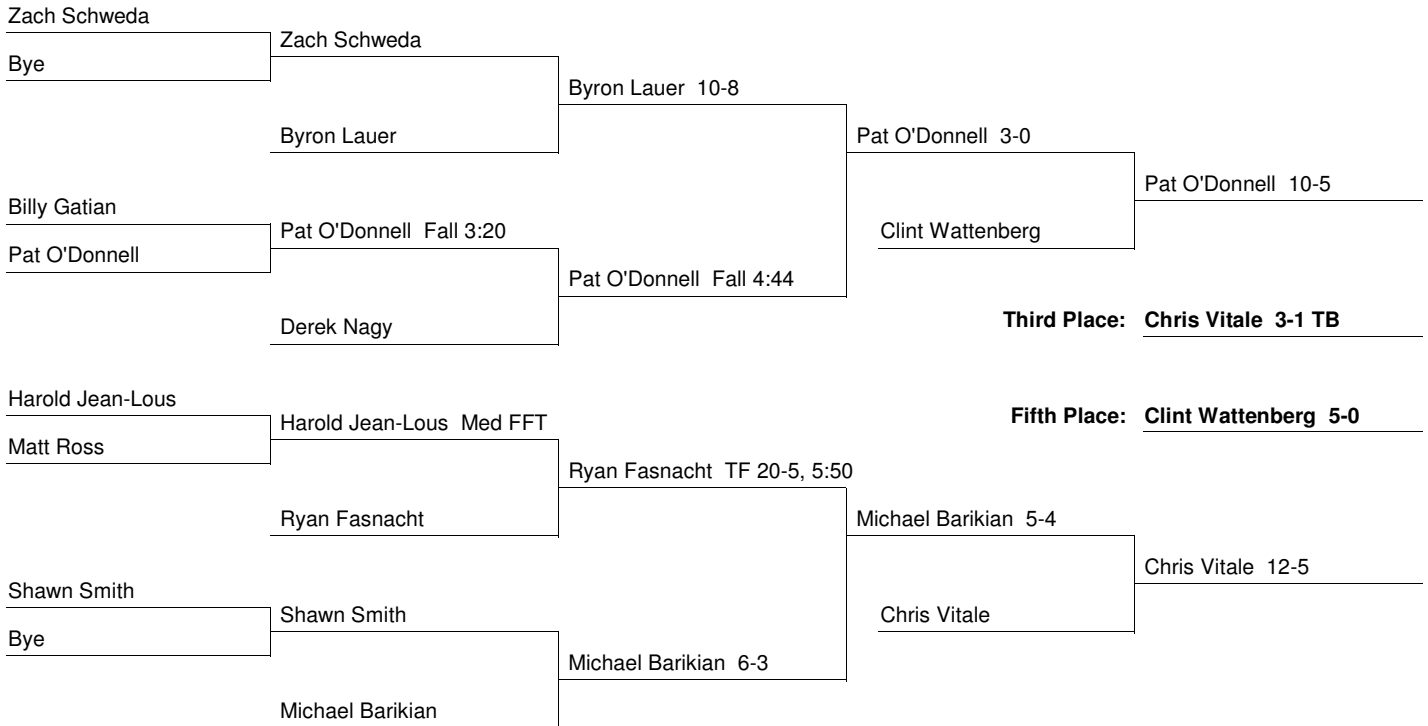 Zach Schweda
Zach Schweda
Bye
Byron Lauer  10-8
Byron Lauer
Pat O'Donnell  3-0
Pat O'Donnell  10-5
Billy Gatian
Pat O'Donnell  Fall 3:20
Clint Wattenberg
Pat O'Donnell
Pat O'Donnell  Fall 4:44
Third Place:  Chris Vitale  3-1 TB
Derek Nagy
Harold Jean-Lous
Harold Jean-Lous  Med FFT
Fifth Place:  Clint Wattenberg  5-0
Matt Ross
Ryan Fasnacht  TF 20-5, 5:50
Ryan Fasnacht
Michael Barikian  5-4
Chris Vitale  12-5
Shawn Smith
Shawn Smith
Chris Vitale
Bye
Michael Barikian  6-3
Michael Barikian